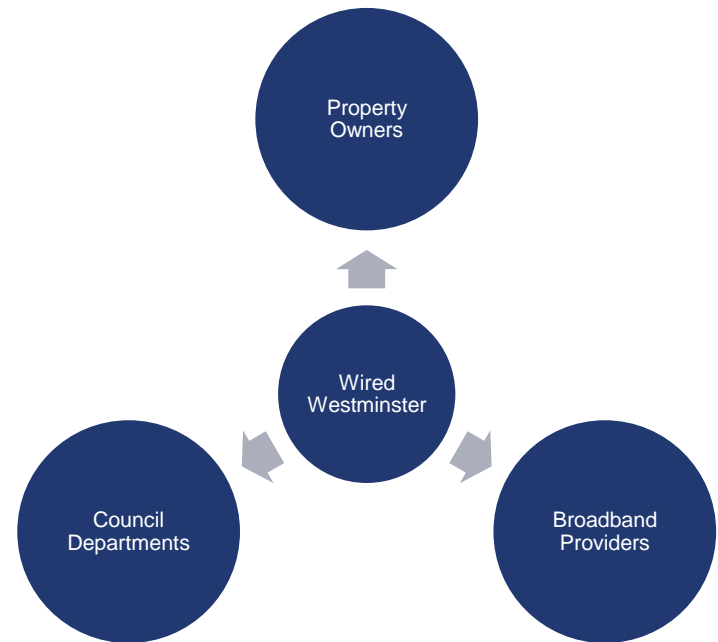 Property
Owners
Wired
Westminster
Council
Departments
Broadband
Providers